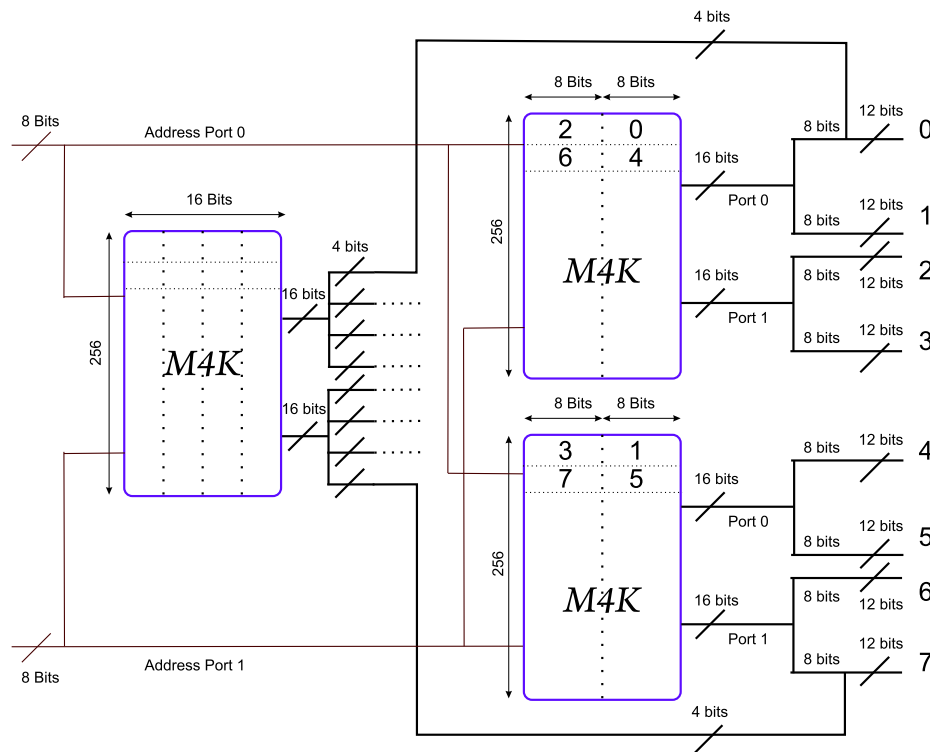 4 bits
8 Bits 8 Bits
8 Bits
Address Port 0
2 0
6 4
16 bits
Port 0
8 bits
12 bits
0
16 Bits
256
M4K
16 bits
Port 1
8 bits
12 bits
1
8 bits
12 bits
2
8 bits
12 bits
3
4 bits
16 bits
256
M4K
16 bits
8 Bits 8 Bits
3 1
7 5
16 bits
Port 0
8 bits
12 bits
4
8 bits
12 bits
5
256
M4K
16 bits
Port 1
8 bits
12 bits
6
8 bits
12 bits
7
Address Port 1
8 Bits
4 bits